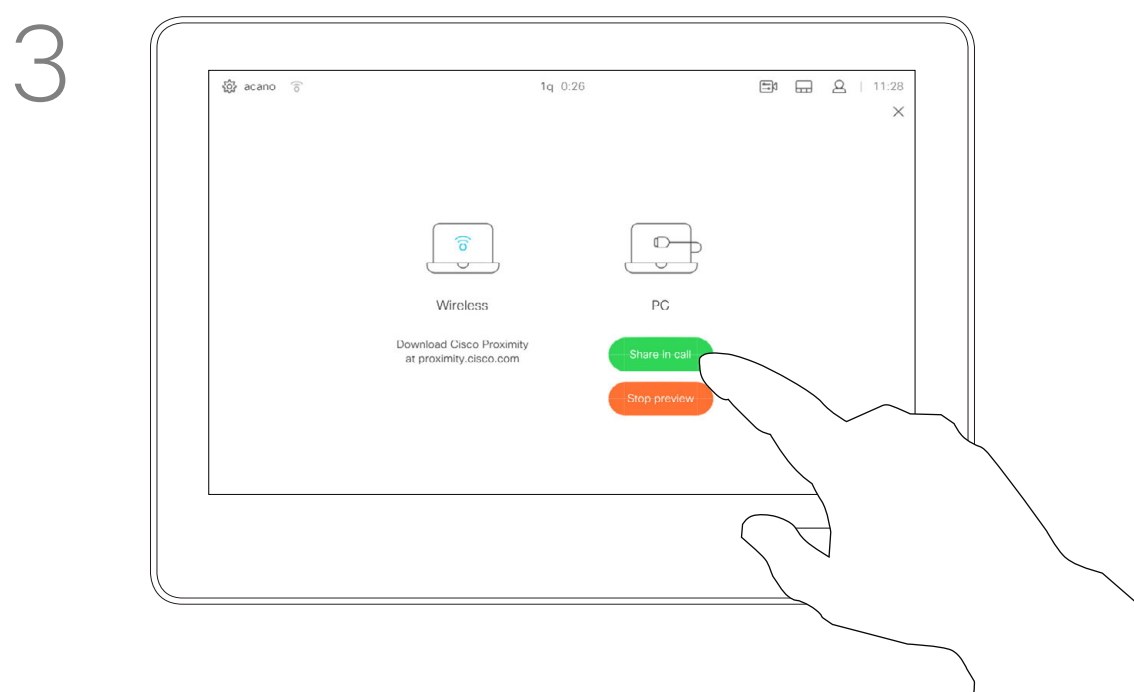 3
acano 1q 0:26 11:28
Wireless
PC
Download Cisco Proximity
at proximity.cisco.com
Share in call
Stop preview